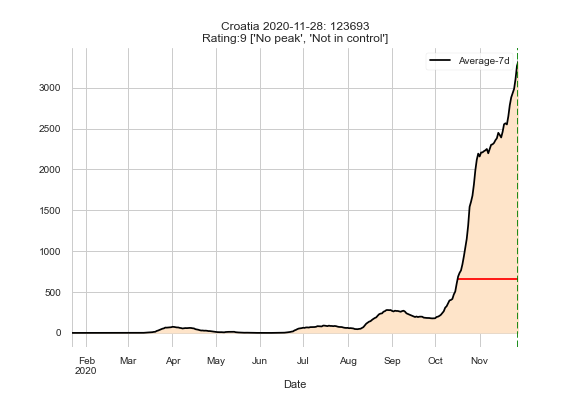 Croatia 2020-11-28: 123693
Rating:9 ['No peak', 'Not in control']
Average-7d
3000
2500
2000
1500
1000
500
0
Feb Mar Apr May Jun Jul Aug Sep Oct Nov
2020
Date